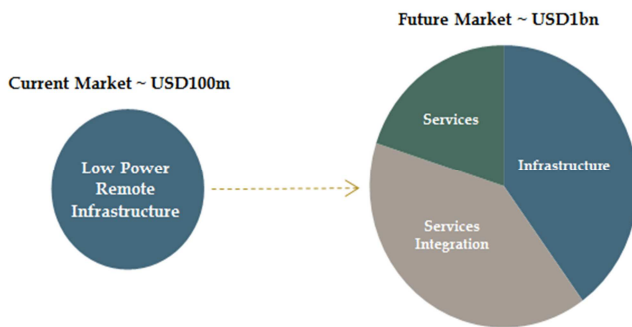 Future Market ~ USD1bn
Current Market ~ USD100m
Low Power
Remote
Infrastructure
Services
Infrastructure
Services
Integration